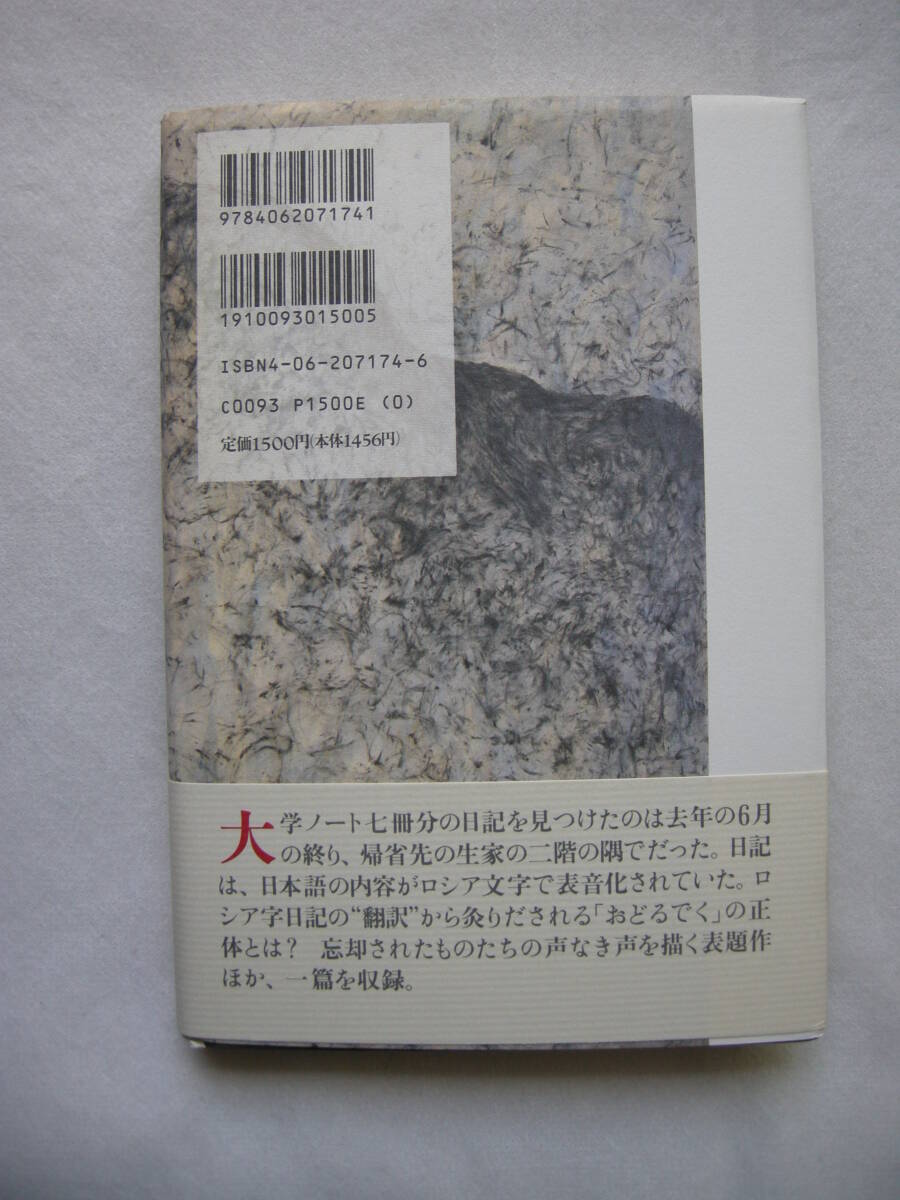 9784062071741
1910093015005
ISBN4-06-207174-6
C0093 P1500E (0)
定価1500円(本体1456円)
大学ノート七冊分の日記を見つけたのは去年の6月
の終り、帰省先の生家の二階の隅でだった。日記
は、日本語の内容がロシア文字で表音化されていた。ロ
シア字日記の“翻訳”から炙りだされる「おどるでく」の正
体とは? 忘却されたものたちの声なき声を描く表題作
ほか、一篇を収録。